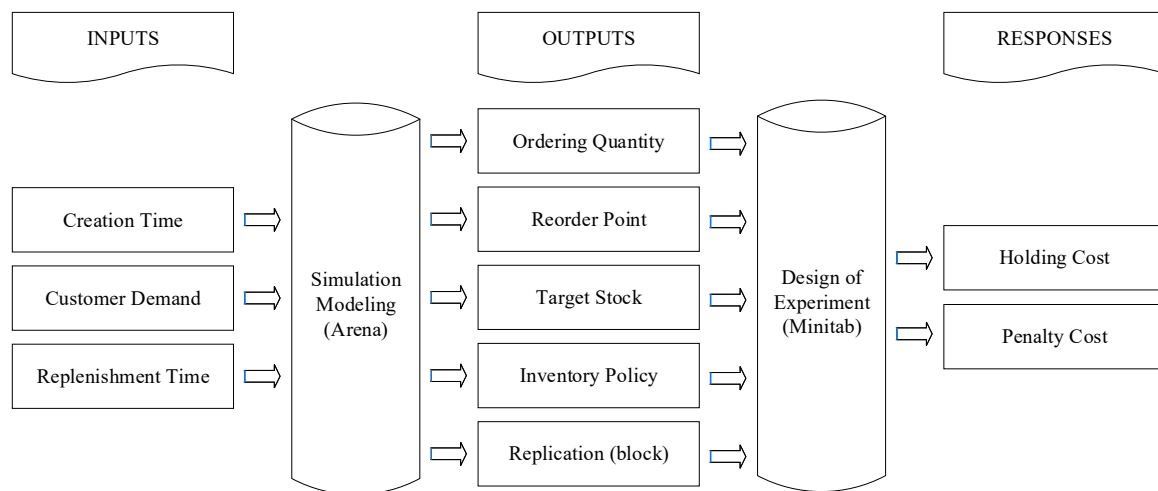 INPUTS
OUTPUTS
RESPONSES
Creation Time
Customer Demand
Replenishment Time
Simulation
Modeling
(Arena)
Ordering Quantity
Reorder Point
Target Stock
Inventory Policy
Replication (block)
Design of
Experiment
(Minitab)
Holding Cost
Penalty Cost